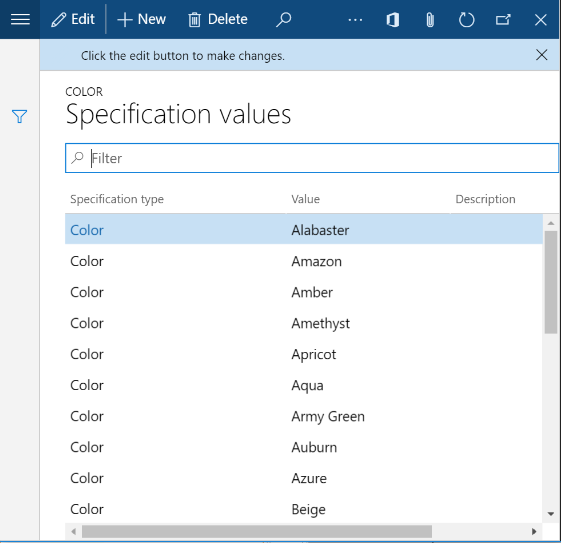 Edit New Delete ...
Click the edit button to make changes.
COLOR
Specification values
Filter
Specification type Value Description
Color Alabaster
Color Amazon
Color Amber
Color Amethyst
Color Apricot
Color Aqua
Color Army Green
Color Auburn
Color Azure
Color Beige